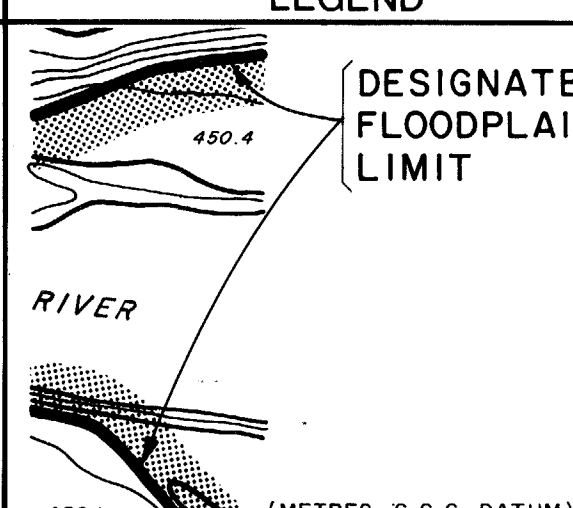 LEGEND
DESIGNATE
FLOODPLAI
LIMIT
450.4
RIVER
(METRES, G.S.C. DATUM)